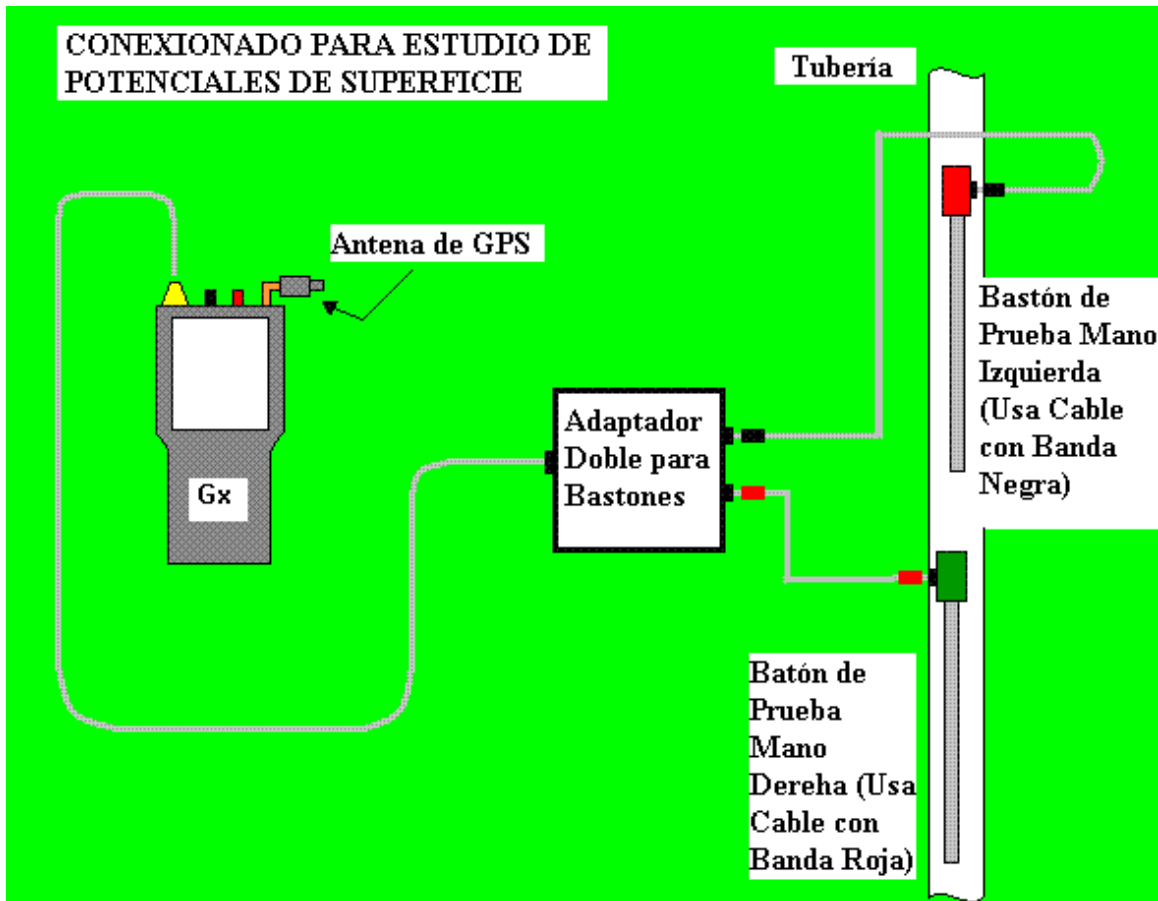 CONEXIONADO PARA ESTUDIO DE
POTENCIALES DE SUPERFICIE
Tubería
Antena de GPS
Bastón de
Prueba Mano
Izquierda
(Usa Cable
con Banda
Negra)
Adaptador
Doble para
Bastones
Gx
Batón de
Prueba
Mano
Dereha (Usa
Cable con
Banda Roja)